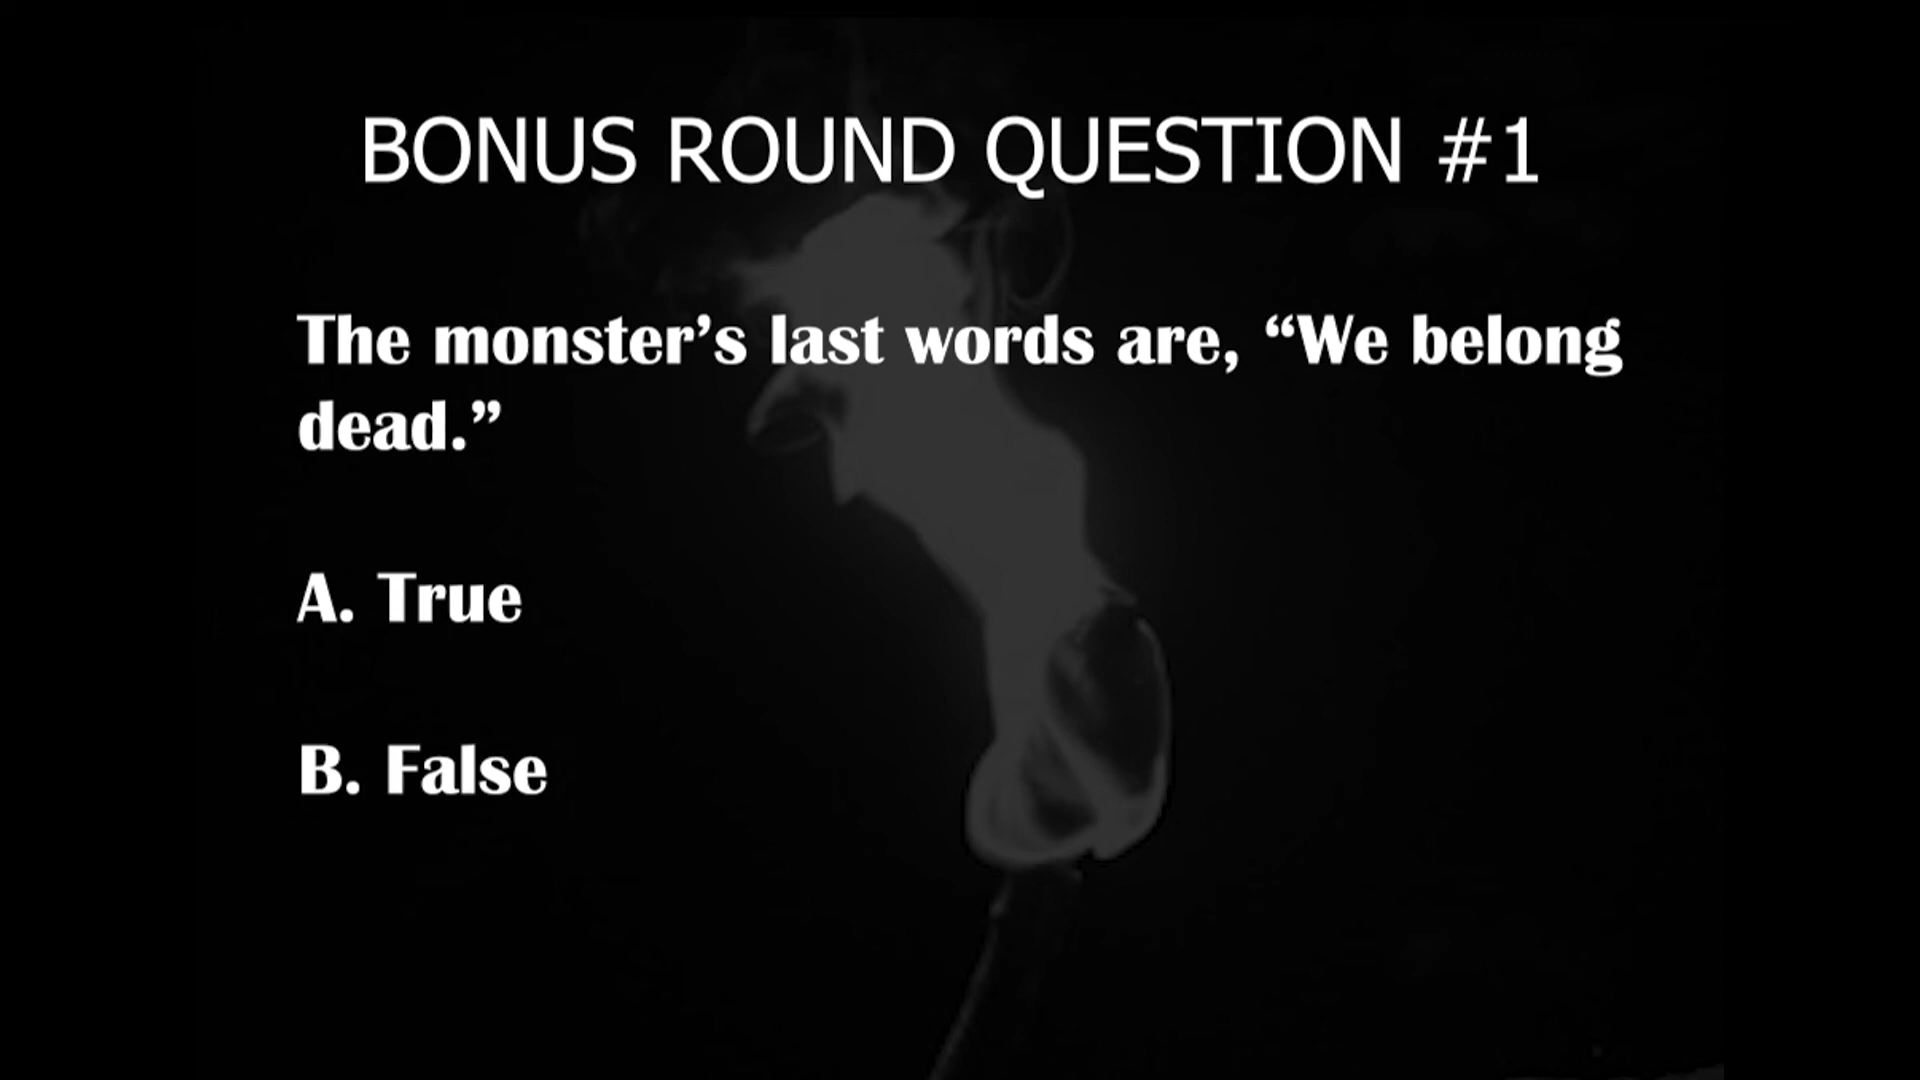 BONUS ROUND QUESTION #1
The monster’s last words are, “We belong
dead.”
A. True
B. False